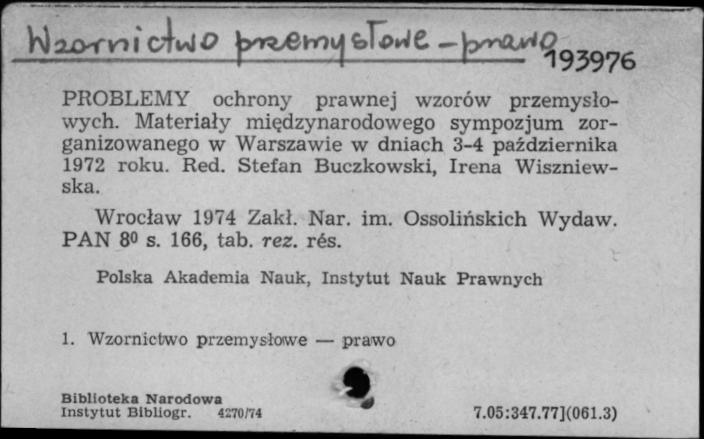 Wzornictwo przemysłowe - prawo
193976
PROBLEMY ochrony prawnej wzorów przemysło-
wych. Materiały międzynarodowego sympozjum zor-
ganizowanego w Warszawie w dniach 3-4 października
1972 roku. Red. Stefan Buczkowski, Irena Wiszniew-
ska.
Wrocław 1974 Zakł. Nar. im. Ossolińskich Wydaw.
PAN 8⁰ s. 166, tab. rez. rés.
Polska Akademia Nauk, Instytut Nauk Prawnych
1. Wzornictwo przemysłowe — prawo
Biblioteka Narodowa
Instytut Bibliogr. 4270/74 7.05:347.77](061.3)